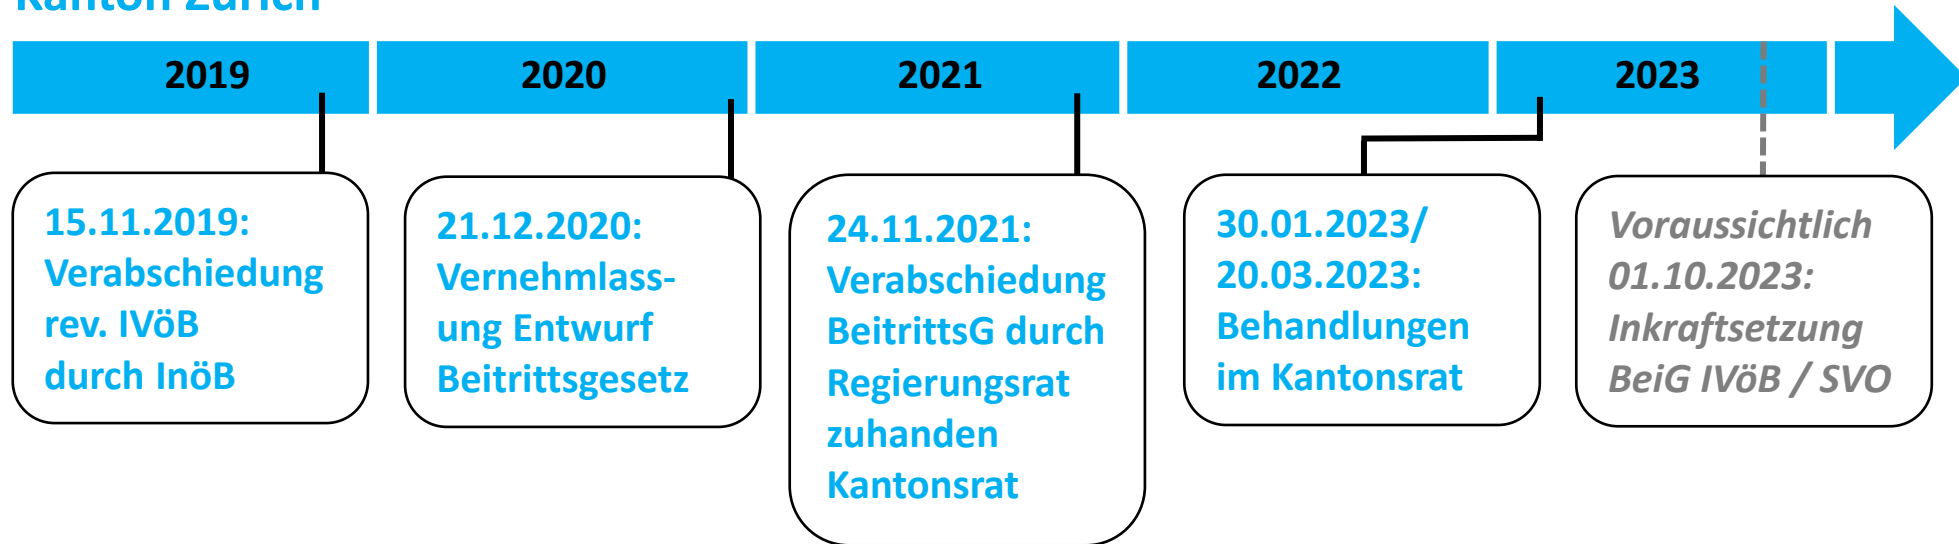 Kanton Zürich
2019
2020
2021
2022
2023
15.11.2019:
Verabschiedung
rev. IVöB
durch InöB
21.12.2020:
Vernehmlass-
ung Entwurf
Beitrittsgesetz
24.11.2021:
Verabschiedung
BeitrittsG durch
Regierungsrat
zuhanden
Kantonsrat
30.01.2023/
20.03.2023:
Behandlungen
im Kantonsrat
Voraussichtlich
01.10.2023:
Inkraftsetzung
BeiG IVöB / SVO